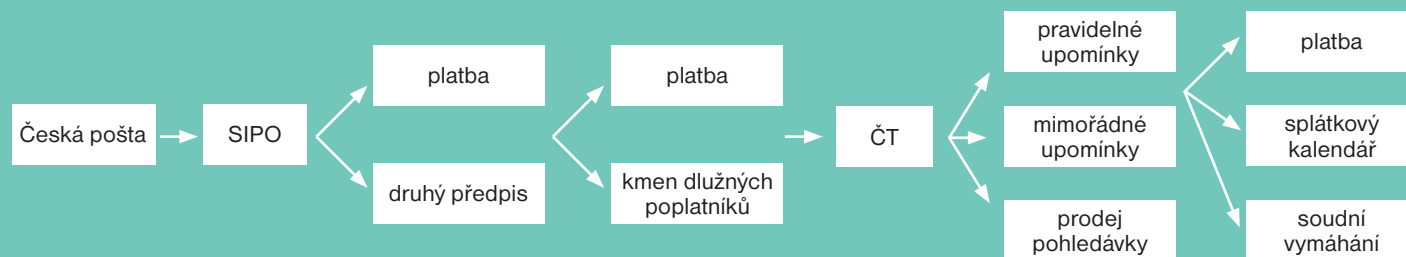 Česká pošta
SIPO
platba
druhý předpis
platba
kmen dlužných
poplatníků
ČT
pravidelné
upomínky
mimořádné
upomínky
prodej
pohledávky
platba
splátkový
kalendář
soudní
vymáhání